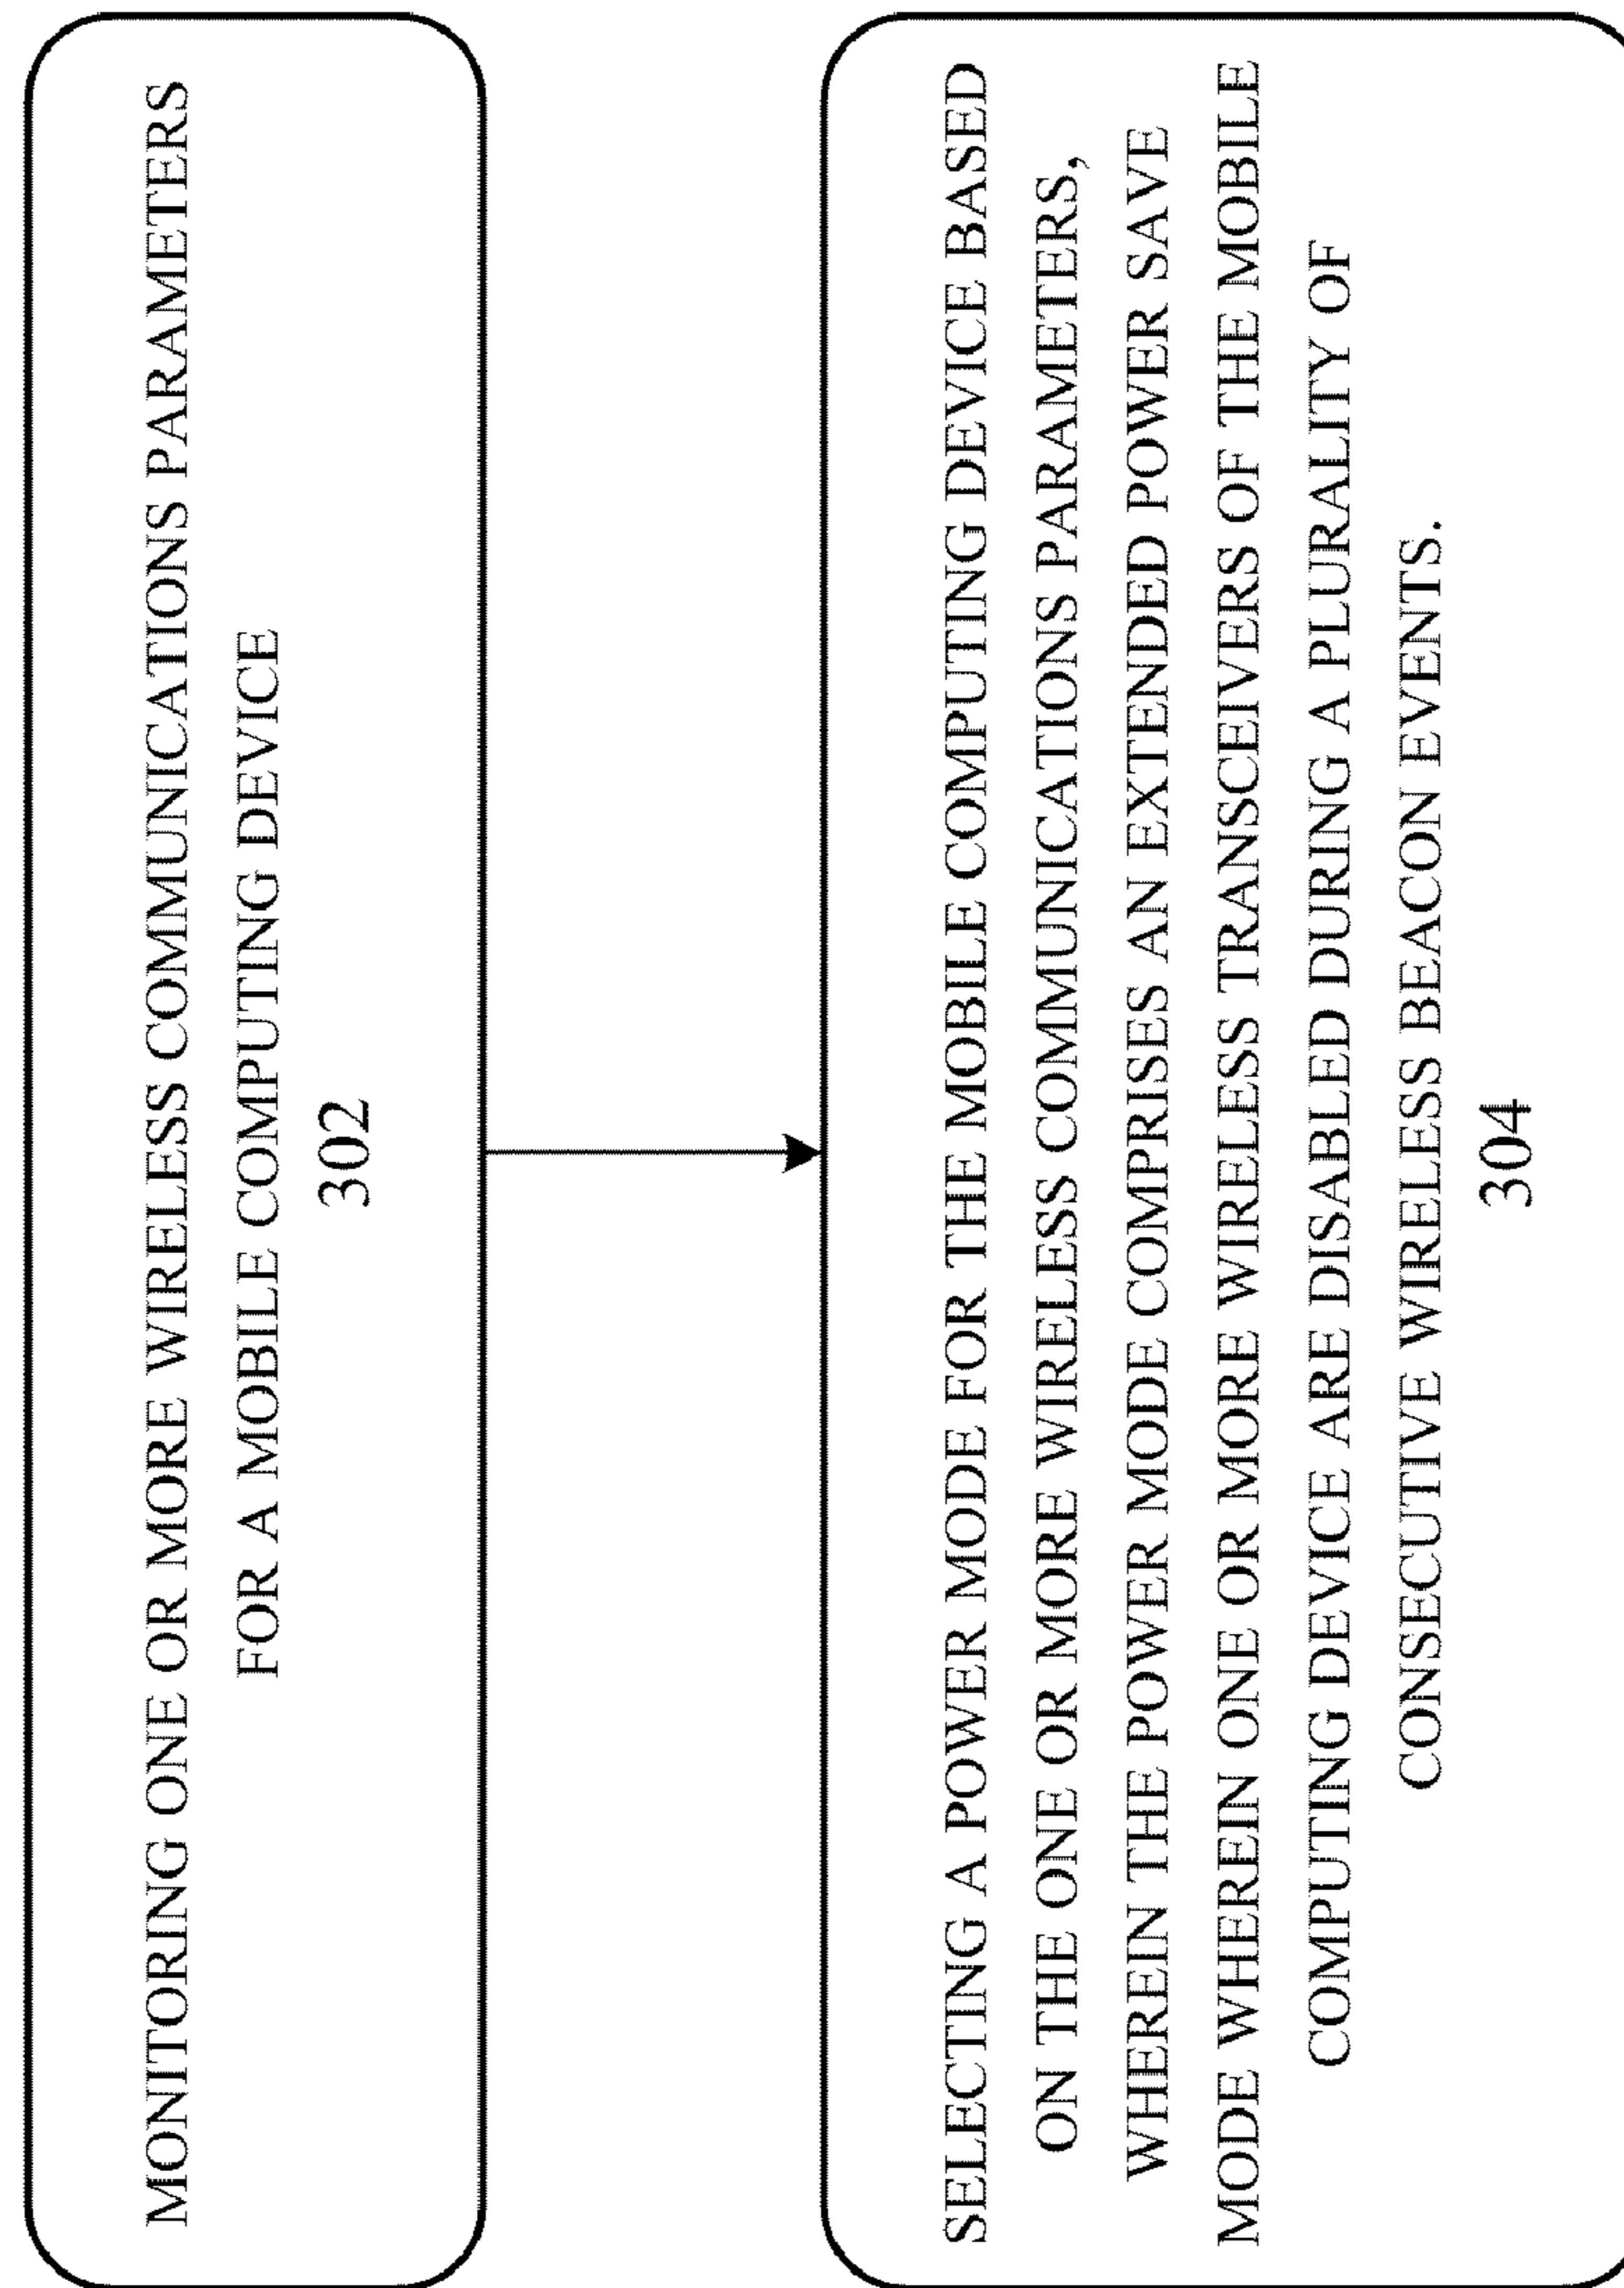 MONITORING ONE OR MORE WIRELESS COMMUNICATIONS PARAMETERS
FOR A MOBILE COMPUTING DEVICE
302
SELECTING A POWER MODE FOR THE MOBILE COMPUTING DEVICE BASED
ON THE ONE OR MORE WIRELESS COMMUNICATIONS PARAMETERS,
WHEREIN THE POWER MODE COMPRISES AN EXTENDED POWER SAVE
MODE WHEREIN ONE OR MORE WIRELESS TRANSCEIVERS OF THE MOBILE
COMPUTING DEVICE ARE DISABLED DURING A PLURALITY OF
CONSECUTIVE WIRELESS BEACON EVENTS.
304